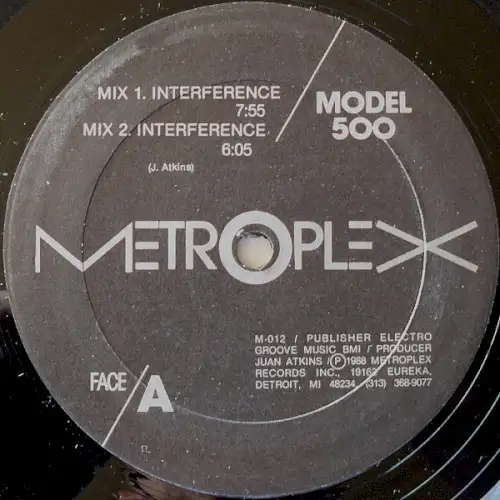 MIX 1. INTERFERENCE
7:55
MIX 2. INTERFERENCE
6:05
(J. Atkins)
MODEL
500
METROPLEX
M-012 / PUBLISHER ELECTRO
GROOVE MUSIC BMI / PRODUCER
JUAN ATKINS / Ⓟ 1988 METROPLEX
RECORDS INC., 19162 EUREKA,
DETROIT, MI 48234, (313) 368-9077
FACE / A